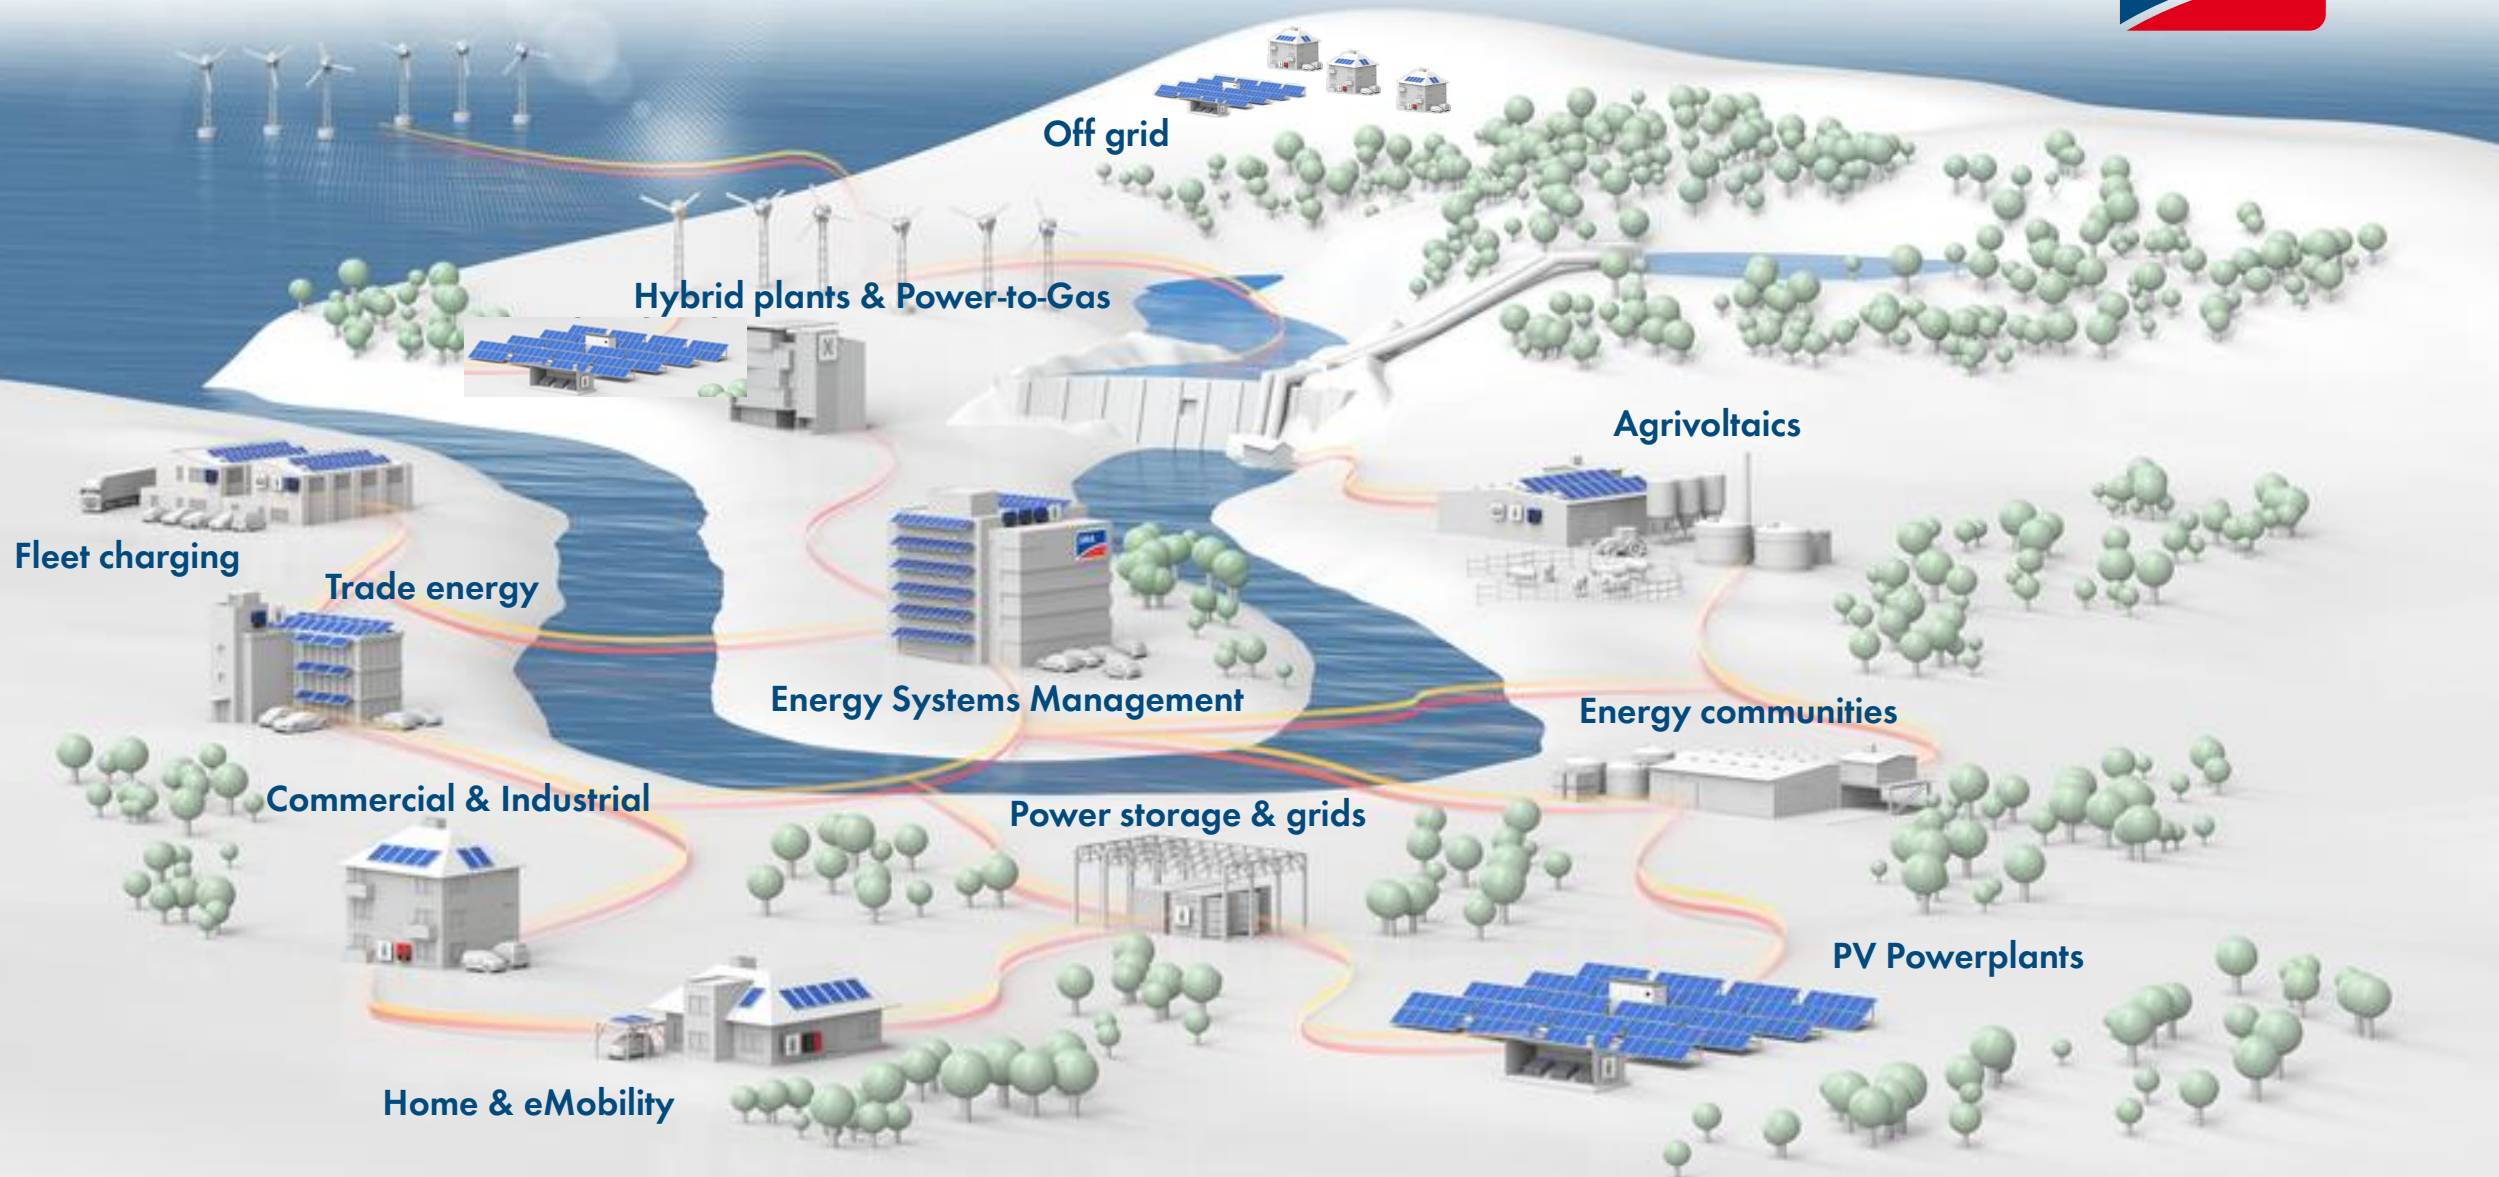 Off grid
Hybrid plants & Power-to-Gas
Agrivoltaics
Fleet charging
Trade energy
Energy Systems Management
Energy communities
Commercial & Industrial
Power storage & grids
PV Powerplants
Home & eMobility